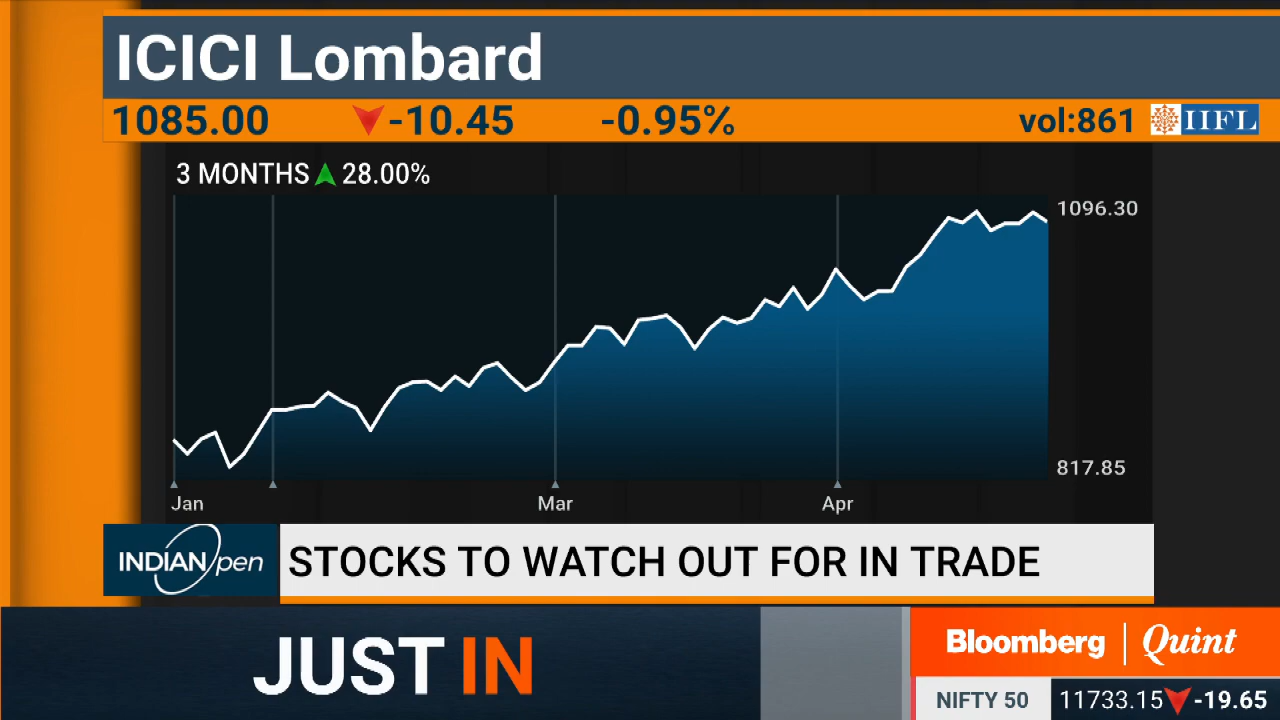 ICICI Lombard
1085.00 -10.45 -0.95% vol:861 IIFL
3 MONTHS 28.00%
1096.30
817.85
Jan Mar Apr
INDIAN Open STOCKS TO WATCH OUT FOR IN TRADE
JUST IN
Bloomberg | Quint
NIFTY 50 11733.15 -19.65